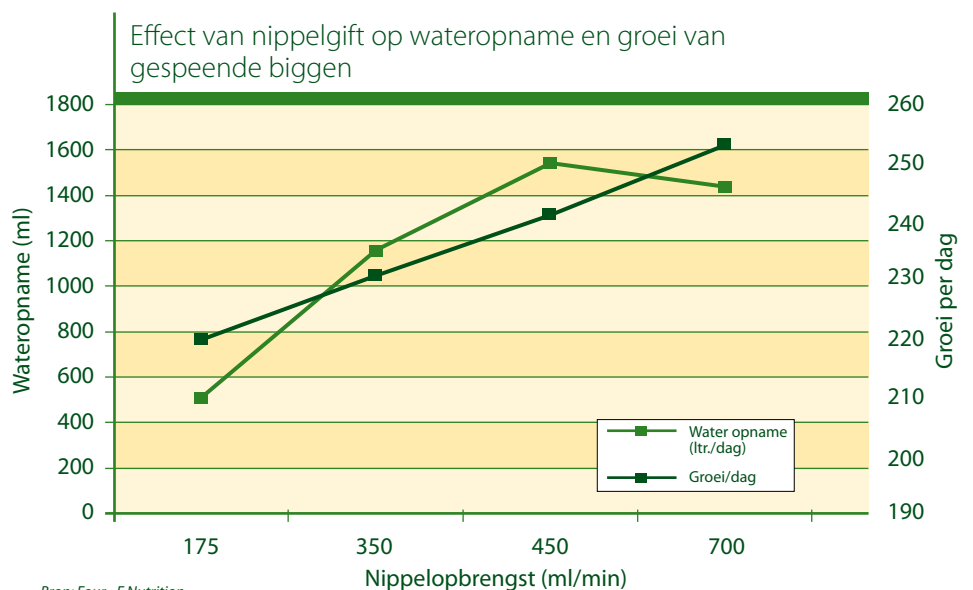 Effect van nippelgift op wateropname en groei van
gespeende biggen
Wateropname (ml)
1800
1600
1400
1200
1000
800
600
400
200
0
260
250
240
230
220
210
200
190
Groei per dag
Water opname
(ltr./dag)
Groei/dag
175 350 450 700
Nippelopbrengst (ml/min)